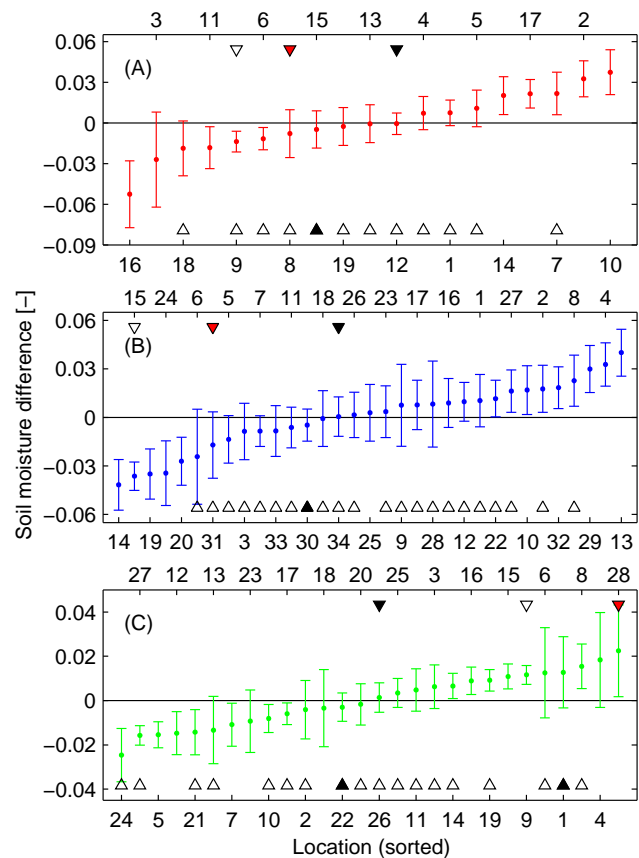 3 11 9 6 8 15 13 12 4 5 17 2
0.06
(A)
0.03
0
-0.03
-0.06
-0.09
16 18 9 8 19 12 1 14 7 10
15 24 6 5 7 11 18 26 23 17 16 1 27 2 8 4
0.06
(B)
0.03
0
-0.03
-0.06
14 19 20 31 3 33 30 34 25 9 28 12 22 10 32 29 13
27 12 13 23 17 18 20 25 3 16 15 6 8 28
0.04
(C)
0.02
0
-0.02
-0.04
24 5 21 7 10 2 22 26 11 14 19 9 1 4
Soil moisture difference [-]
Location (sorted)